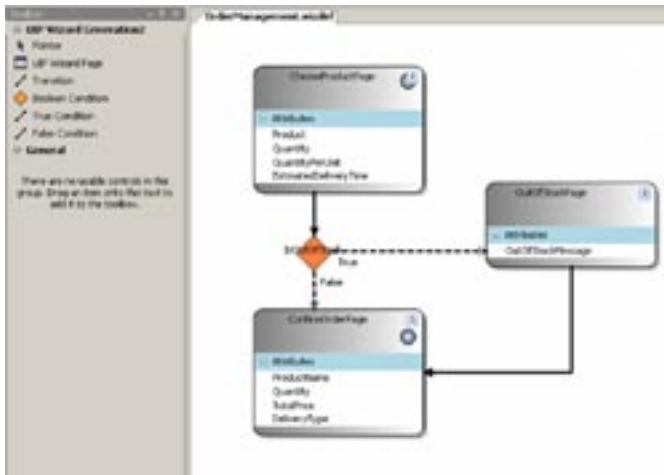 Toolbox
UIP Wizard (Generation)
Pointer
UIP Wizard Page
Transition
Boolean Condition
True Condition
False Condition
General
There are no usable controls in this
group. Drag an item onto this text to
add it to the toolbox.
ChooseProductPage
Attributes
Product
Quantity
QuantityPerUnit
EstimatedDeliveryTime
True
False
OutOfStockPage
Attributes
OutOfStockMessage
ConfirmOrderPage
Attributes
ProductName
Quantity
TotalPrice
DeliveryType